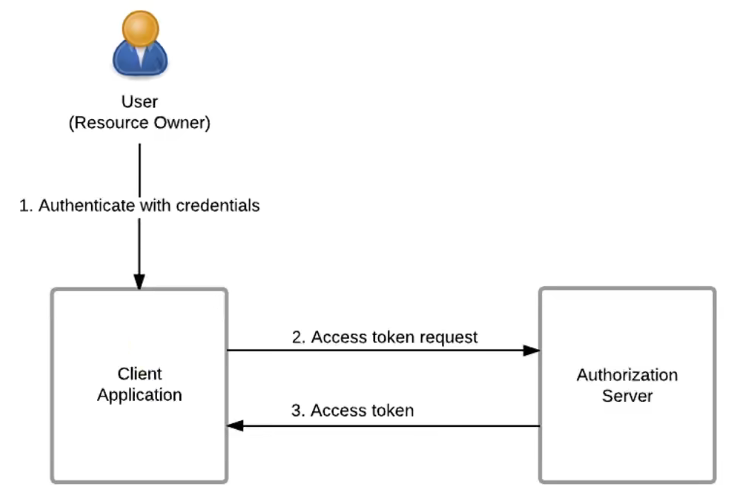 User
(Resource Owner)
1. Authenticate with credentials
2. Access token request
Client
Application
Authorization
Server
3. Access token